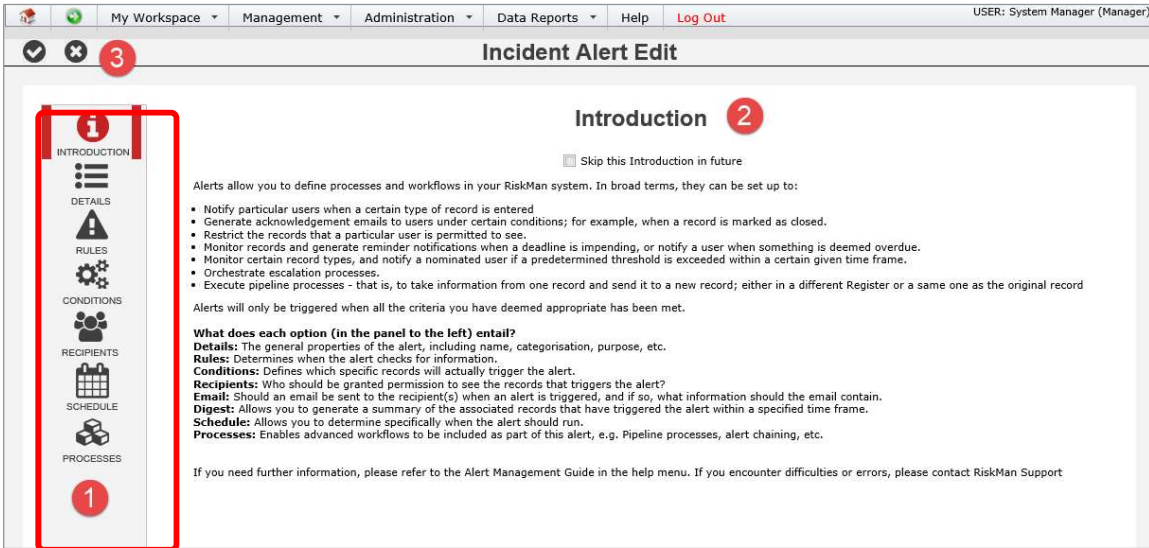 My Workspace Management Administration Data Reports Help Log Out USER: System Manager (Manager)
3 Incident Alert Edit
Introduction 2
Skip this Introduction in future
INTRODUCTION
DETAILS
RULES
CONDITIONS
RECIPIENTS
SCHEDULE
PROCESSES
1
Alerts allow you to define processes and workflows in your RiskMan system. In broad terms, they can be set up to:
• Notify particular users when a certain type of record is entered
• Generate acknowledgement emails to users under certain conditions; for example, when a record is marked as closed.
• Restrict the records that a particular user is permitted to see.
• Monitor records and generate reminder notifications when a deadline is impending, or notify a user when something is deemed overdue.
• Monitor certain record types, and notify a nominated user if a predetermined threshold is exceeded within a certain given time frame.
• Orchestrate escalation processes.
• Execute pipeline processes - that is, to take information from one record and send it to a new record; either in a different Register or a same one as the original record
Alerts will only be triggered when all the criteria you have deemed appropriate has been met.
What does each option (in the panel to the left) entail?
Details: The general properties of the alert, including name, categorisation, purpose, etc.
Rules: Determines when the alert checks for information.
Conditions: Defines which specific records will actually trigger the alert.
Recipients: Who should be granted permission to see the records that triggers the alert?
Email: Should an email be sent to the recipient(s) when an alert is triggered, and if so, what information should the email contain.
Digest: Allows you to generate a summary of the associated records that have triggered the alert within a specified time frame.
Schedule: Allows you to determine specifically when the alert should run.
Processes: Enables advanced workflows to be included as part of this alert, e.g. Pipeline processes, alert chaining, etc.
If you need further information, please refer to the Alert Management Guide in the help menu. If you encounter difficulties or errors, please contact RiskMan Support